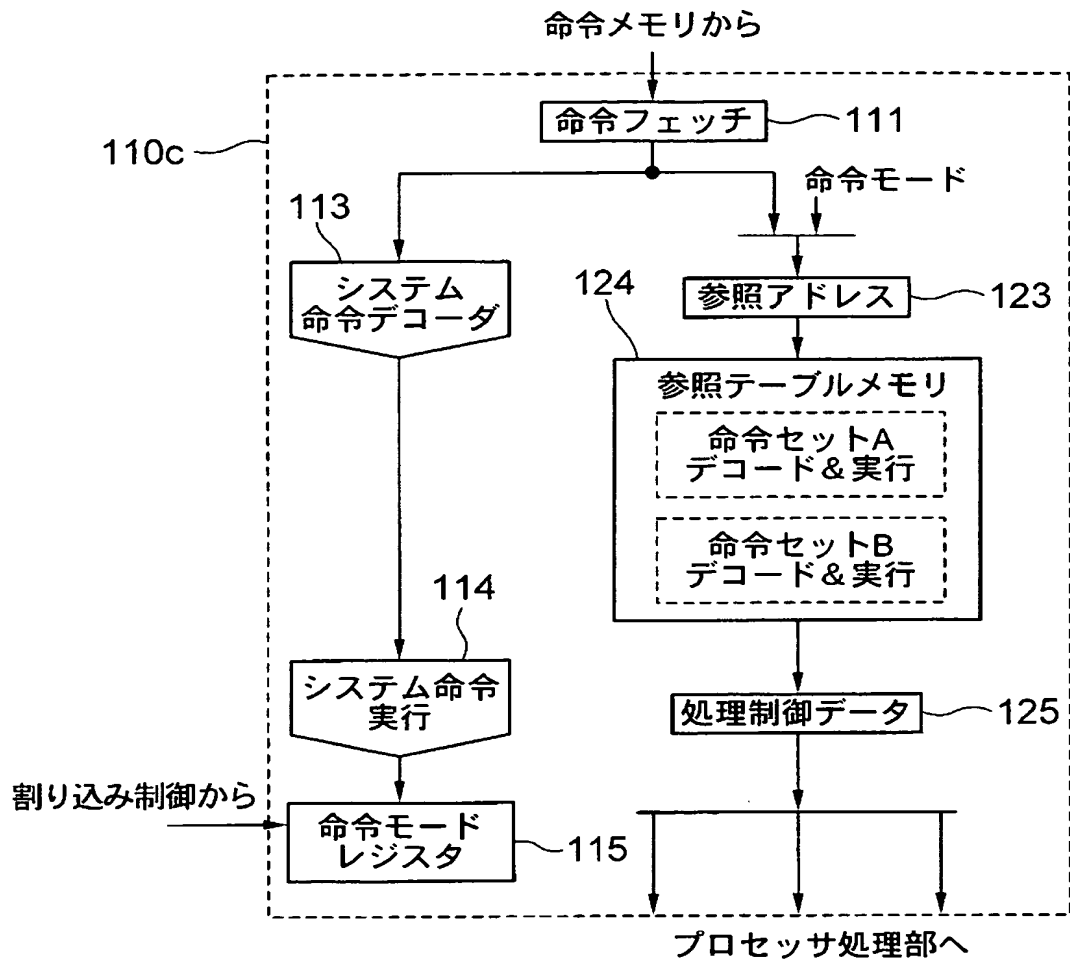 命令メモリから
命令フェッチ
111
110c
命令モード
113
システム
命令デコーダ
参照アドレス
123
124
参照テーブルメモリ
命令セットA
デコード&実行
命令セットB
デコード&実行
114
システム命令
実行
処理制御データ
125
割り込み制御から
命令モード
レジスタ
115
プロセッサ処理部へ